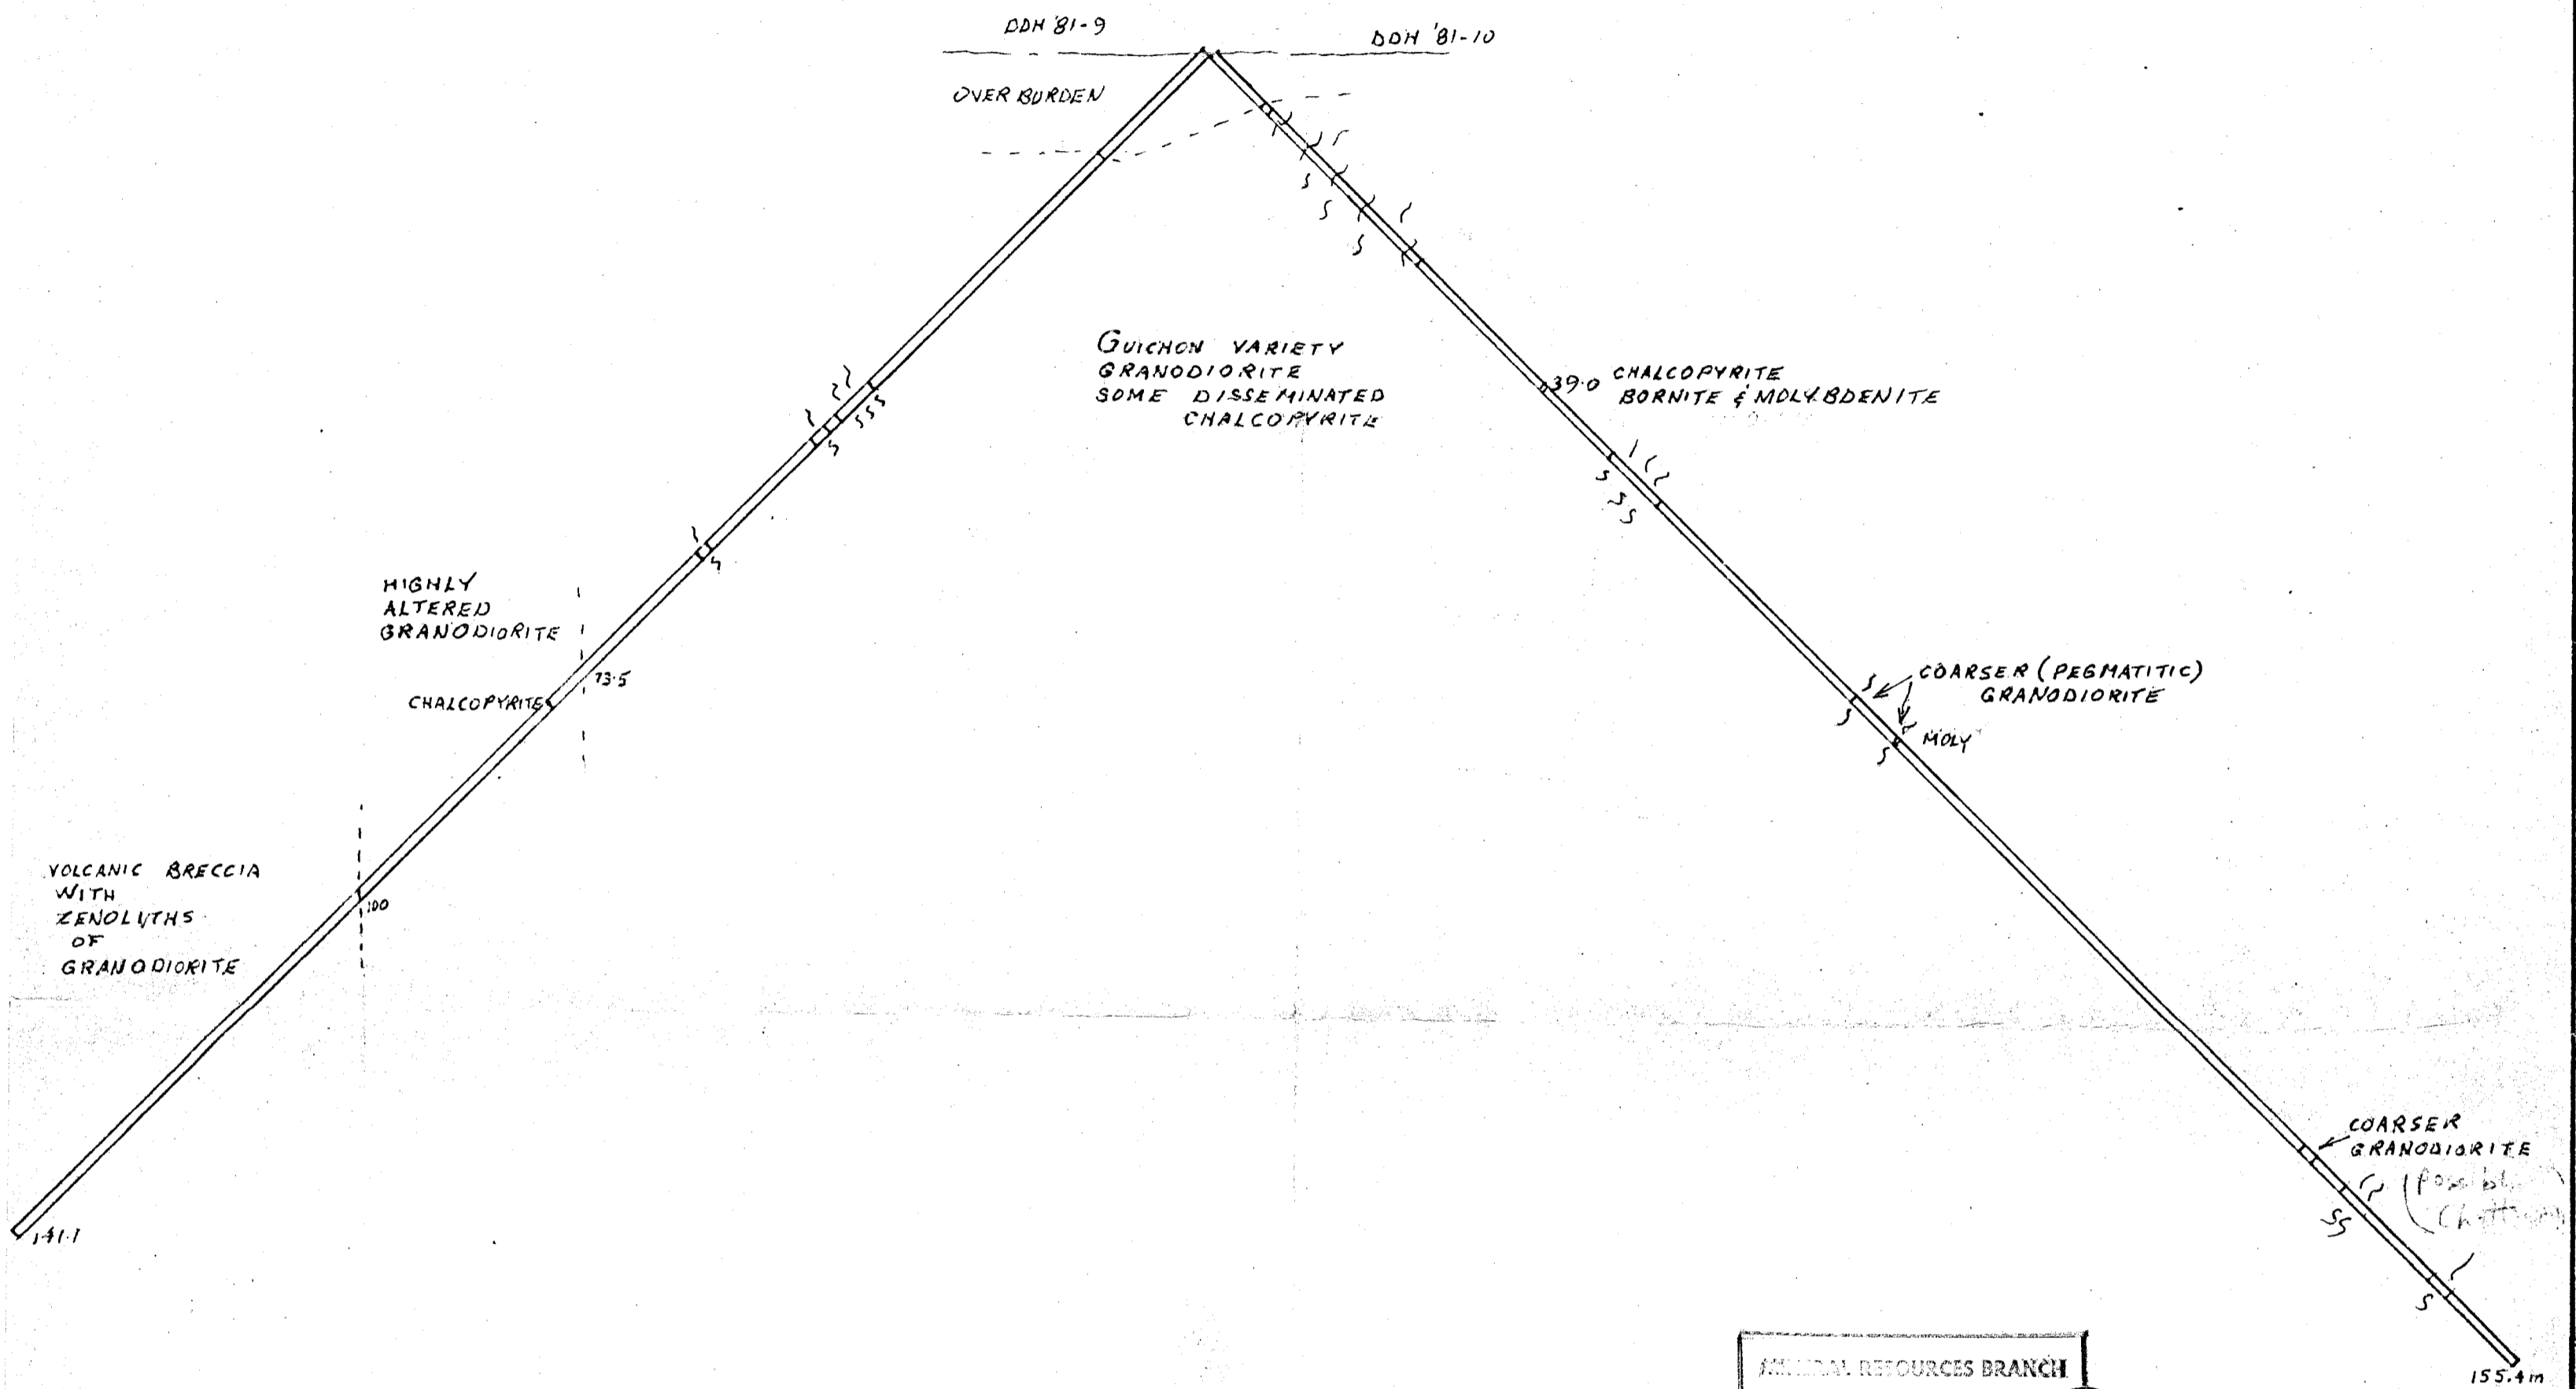 DDH '81-9
DDH '81-10
OVER BURDEN
GUICHON VARIETY
GRANODIORITE
SOME DISSEMINATED
CHALCOPYRITE
39.0 CHALCOPYRITE
BORNITE & MOLYBDENITE
HIGHLY
ALTERED
GRANODIORITE
73.5
CHALCOPYRITE
COARSER (PEGMATITIC)
GRANODIORITE
MOLY
VOLCANIC BRECCIA
WITH
ZENOLYTHS
OF
GRANODIORITE
100
COARSER
GRANODIORITE
141.1
RESOURCES BRANCH
155.4m